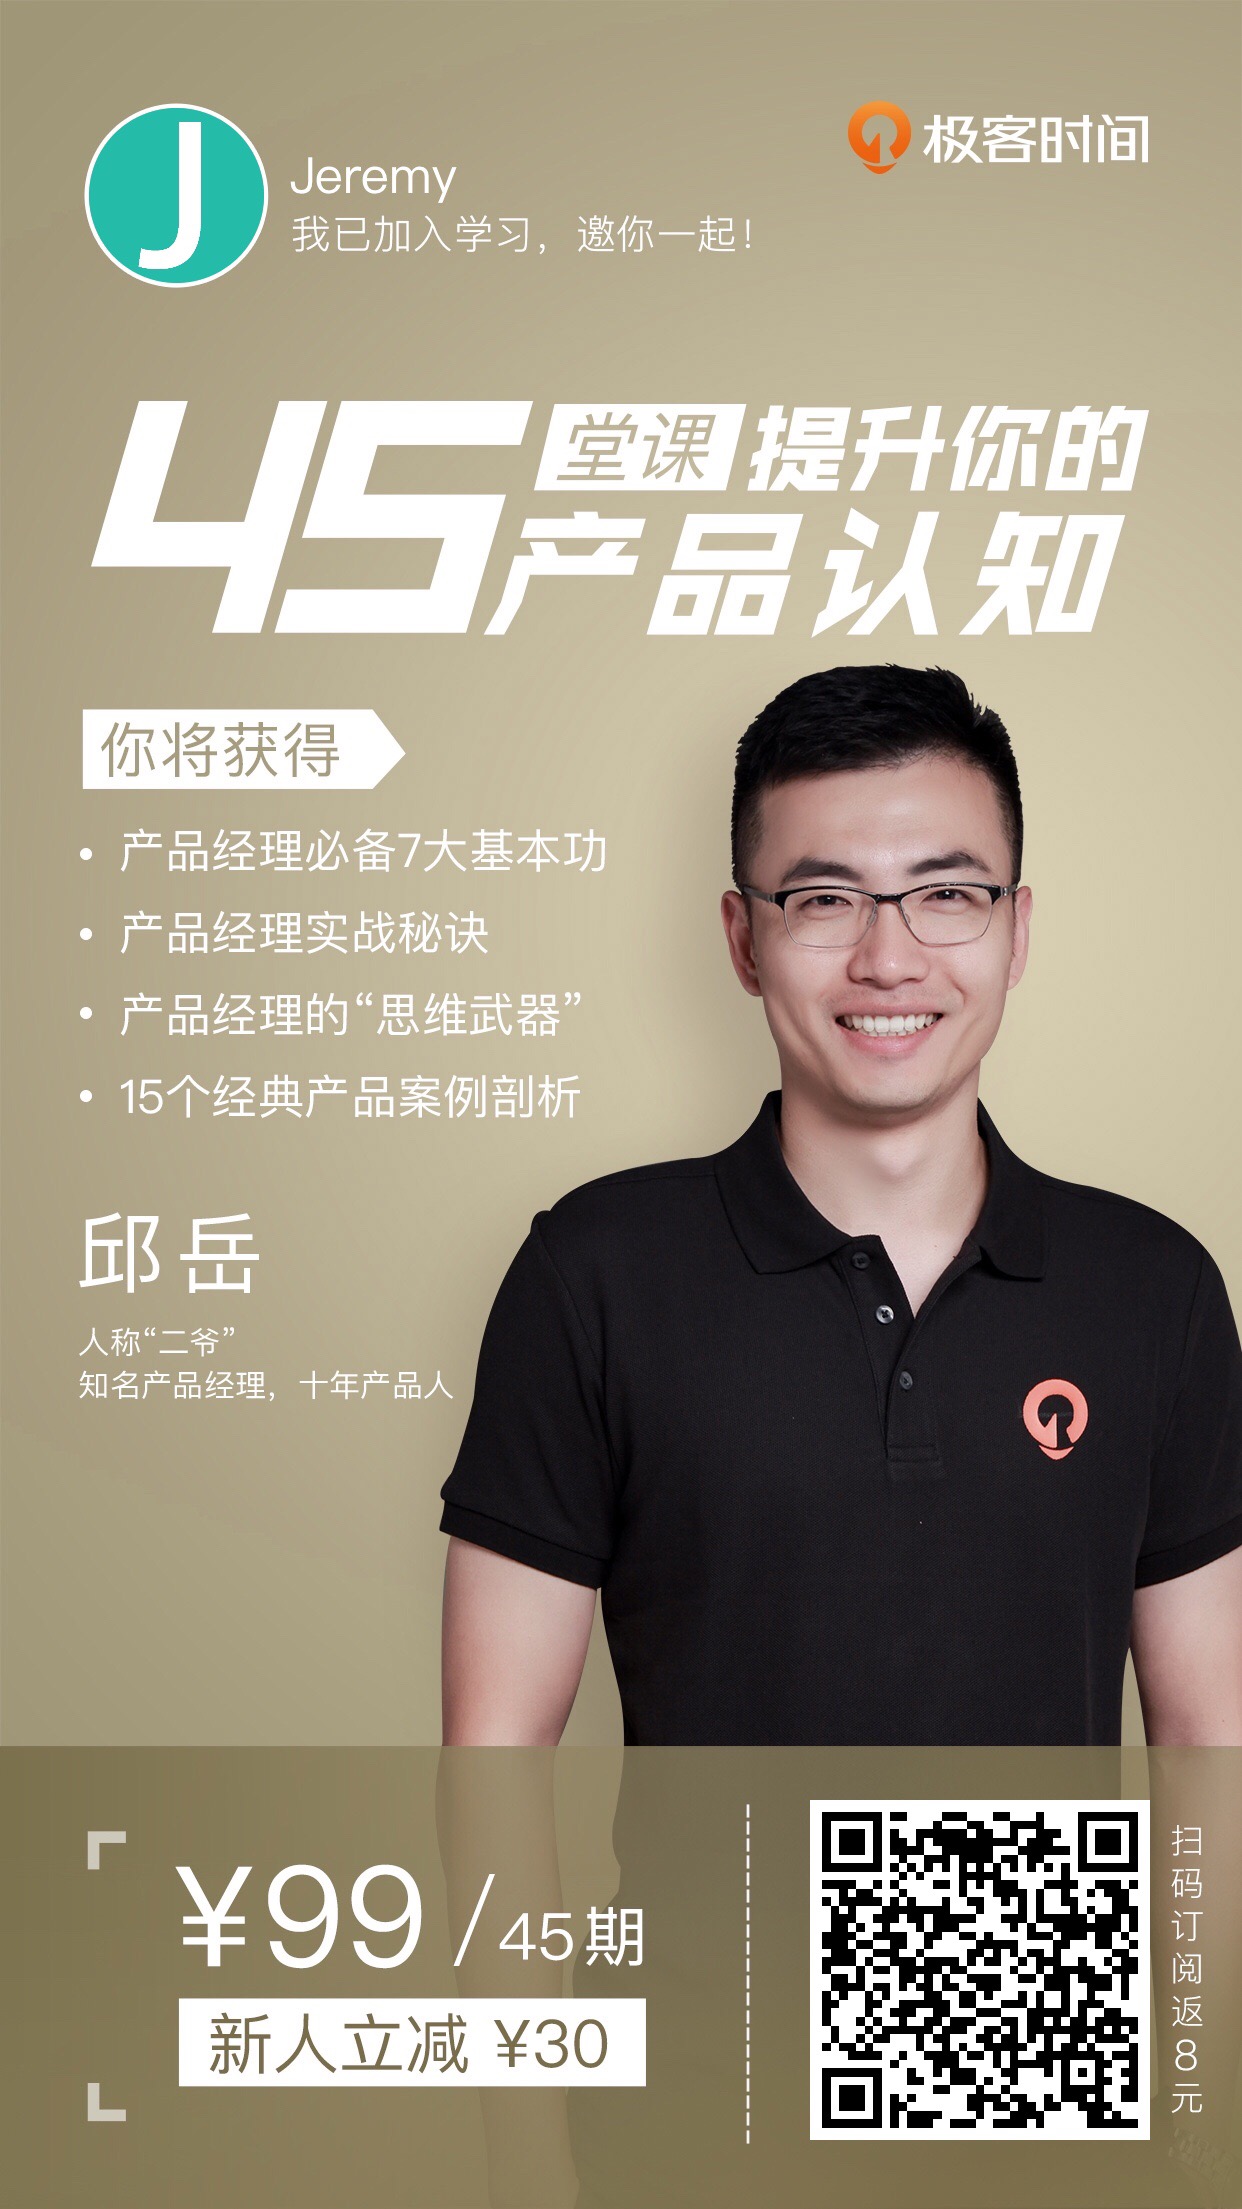 J
Jeremy
我已加入学习，邀你一起！
极客时间
45堂课 提升你的
产品认知
你将获得
• 产品经理必备7大基本功
• 产品经理实战秘诀
• 产品经理的“思维武器”
• 15个经典产品案例剖析
邱岳
人称“二爷”
知名产品经理，十年产品人
¥99/45期
新人立减 ¥30
扫码订阅返8元